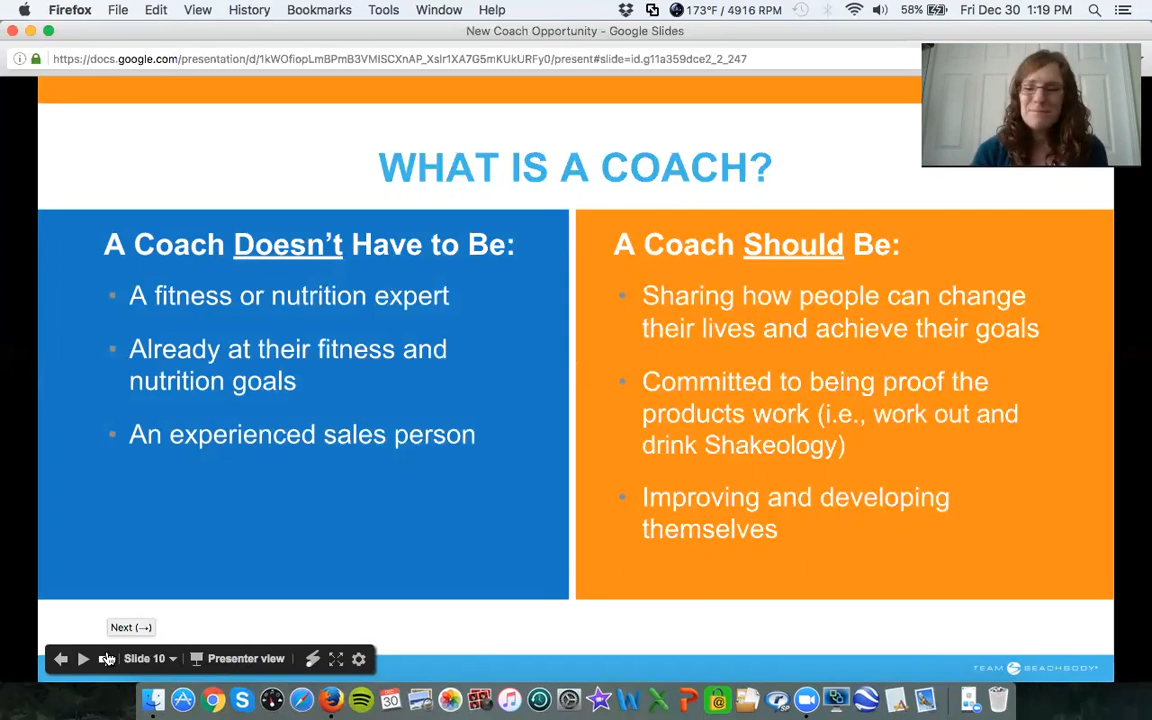 Firefox File Edit View History Bookmarks Tools Window Help 173°F / 4916 RPM 58% Fri Dec 30 1:19 PM
New Coach Opportunity - Google Slides
https://docs.google.com/presentation/d/1kWOfiopLmBPmB3VMISCXnAP_Xslr1XA7G5mKUkURFy0/present#slide=id.g11a359dce2_2_247
WHAT IS A COACH?
A Coach Doesn't Have to Be:
• A fitness or nutrition expert
• Already at their fitness and
nutrition goals
• An experienced sales person
A Coach Should Be:
• Sharing how people can change
their lives and achieve their goals
• Committed to being proof the
products work (i.e., work out and
drink Shakeology)
• Improving and developing
themselves
Next (→)
Slide 10 Presenter view
TEAM BEACHBODY
30